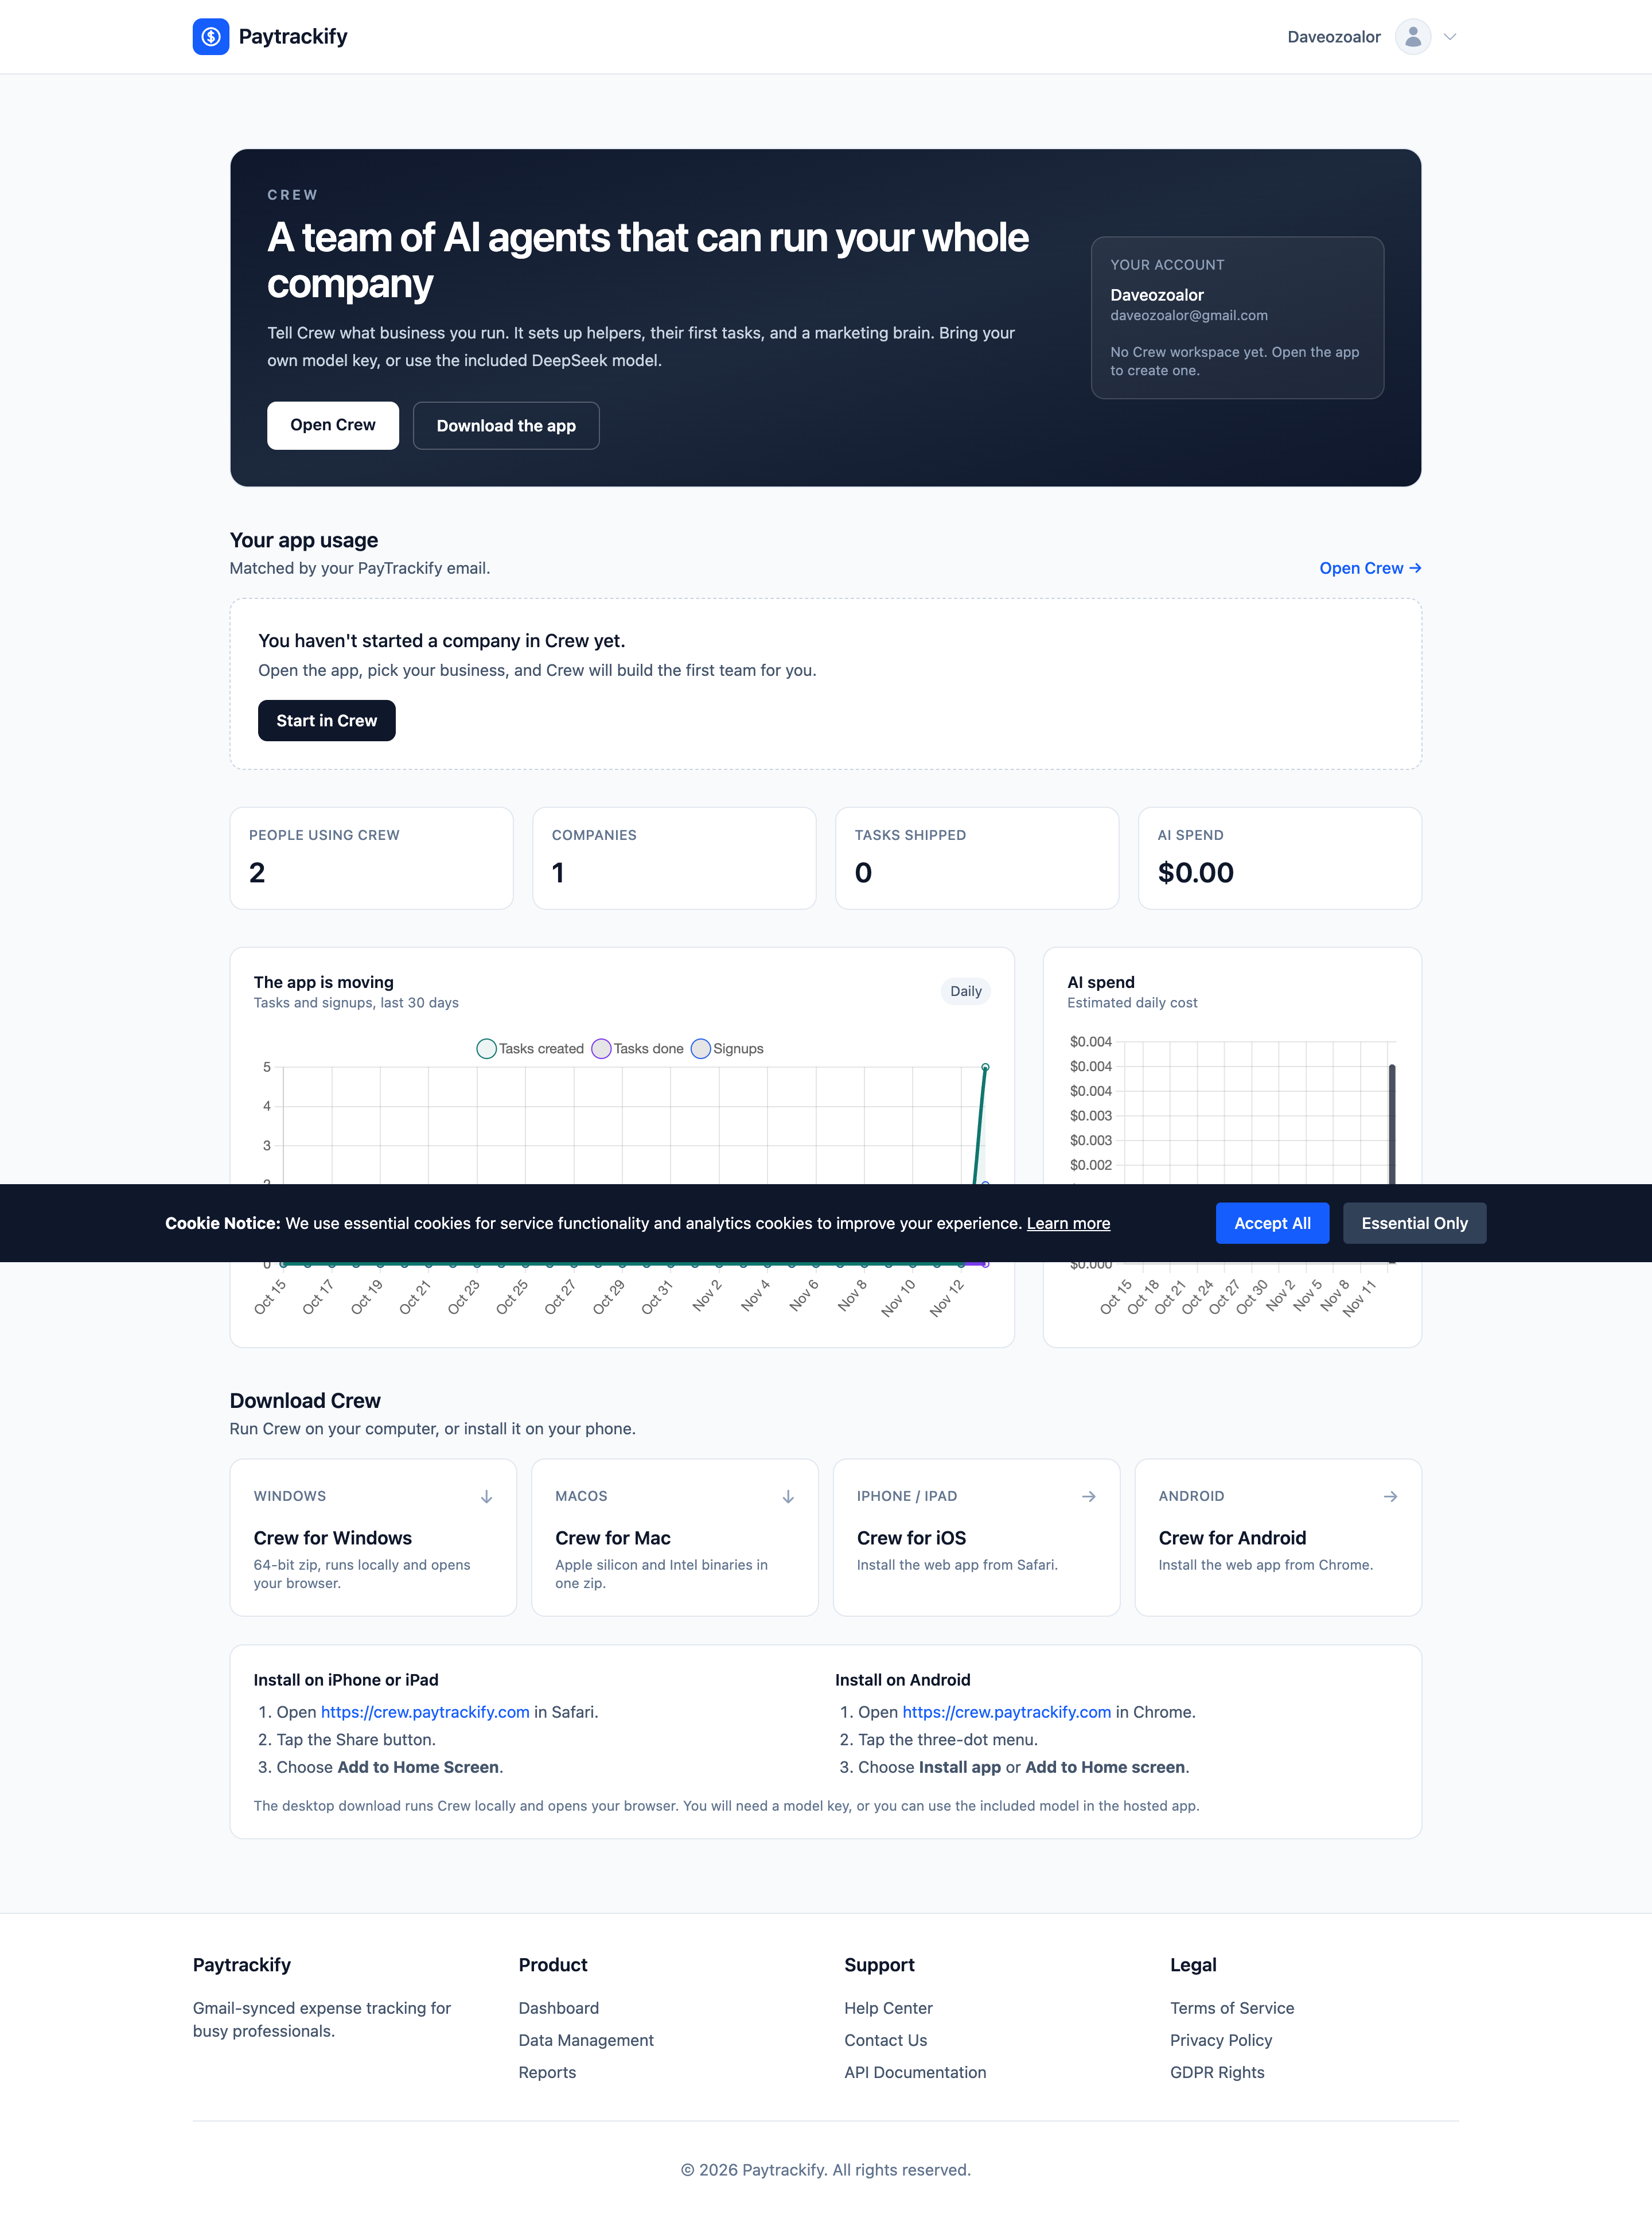 Paytrackify
Daveozoalor
CREW
A team of AI agents that can run your whole
company
Tell Crew what business you run. It sets up helpers, their first tasks, and a marketing brain. Bring your
own model key, or use the included DeepSeek model.
Open Crew
Download the app
YOUR ACCOUNT
Daveozoalor
daveozoalor@gmail.com
No Crew workspace yet. Open the app
to create one.
Your app usage
Matched by your PayTrackify email.
Open Crew →
You haven't started a company in Crew yet.
Open the app, pick your business, and Crew will build the first team for you.
Start in Crew
PEOPLE USING CREW
2
COMPANIES
1
TASKS SHIPPED
0
AI SPEND
$0.00
The app is moving
Tasks and signups, last 30 days
Daily
Tasks created
Tasks done
Signups
5
4
3
AI spend
Estimated daily cost
$0.004
$0.004
$0.004
$0.003
$0.003
$0.002
Cookie Notice: We use essential cookies for service functionality and analytics cookies to improve your experience. Learn more
Accept All
Essential Only
0
Oct 15
Oct 17
Oct 19
Oct 21
Oct 23
Oct 25
Oct 27
Oct 29
Oct 31
Nov 2
Nov 4
Nov 6
Nov 8
Nov 10
Nov 12
$0.000
Oct 15
Oct 18
Oct 21
Oct 24
Oct 27
Oct 30
Nov 2
Nov 5
Nov 8
Nov 11
Download Crew
Run Crew on your computer, or install it on your phone.
WINDOWS
Crew for Windows
64-bit zip, runs locally and opens
your browser.
MACOS
Crew for Mac
Apple silicon and Intel binaries in
one zip.
IPHONE / IPAD
Crew for iOS
Install the web app from Safari.
ANDROID
Crew for Android
Install the web app from Chrome.
Install on iPhone or iPad
1. Open https://crew.paytrackify.com in Safari.
2. Tap the Share button.
3. Choose Add to Home Screen.
Install on Android
1. Open https://crew.paytrackify.com in Chrome.
2. Tap the three-dot menu.
3. Choose Install app or Add to Home screen.
The desktop download runs Crew locally and opens your browser. You will need a model key, or you can use the included model in the hosted app.
Paytrackify
Gmail-synced expense tracking for
busy professionals.
Product
Dashboard
Data Management
Reports
Support
Help Center
Contact Us
API Documentation
Legal
Terms of Service
Privacy Policy
GDPR Rights
© 2026 Paytrackify. All rights reserved.